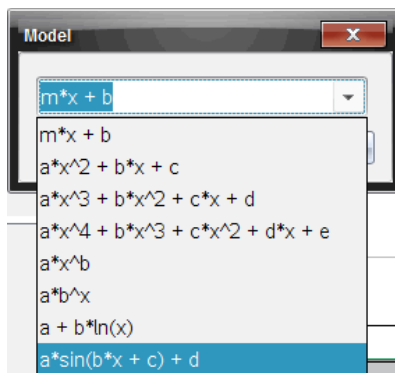 Model
m*x + b
m*x + b
a*x^2 + b*x + c
a*x^3 + b*x^2 + c*x + d
a*x^4 + b*x^3 + c*x^2 + d*x + e
a*x^b
a*b^x
a + b*ln(x)
a*sin(b*x + c) + d